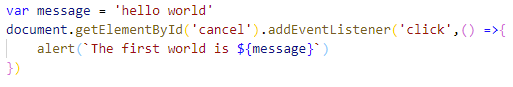 var message = 'hello world'
document.getElementById('cancel').addEventListener('click',() =>{
    alert(`The first world is ${message}`)
})